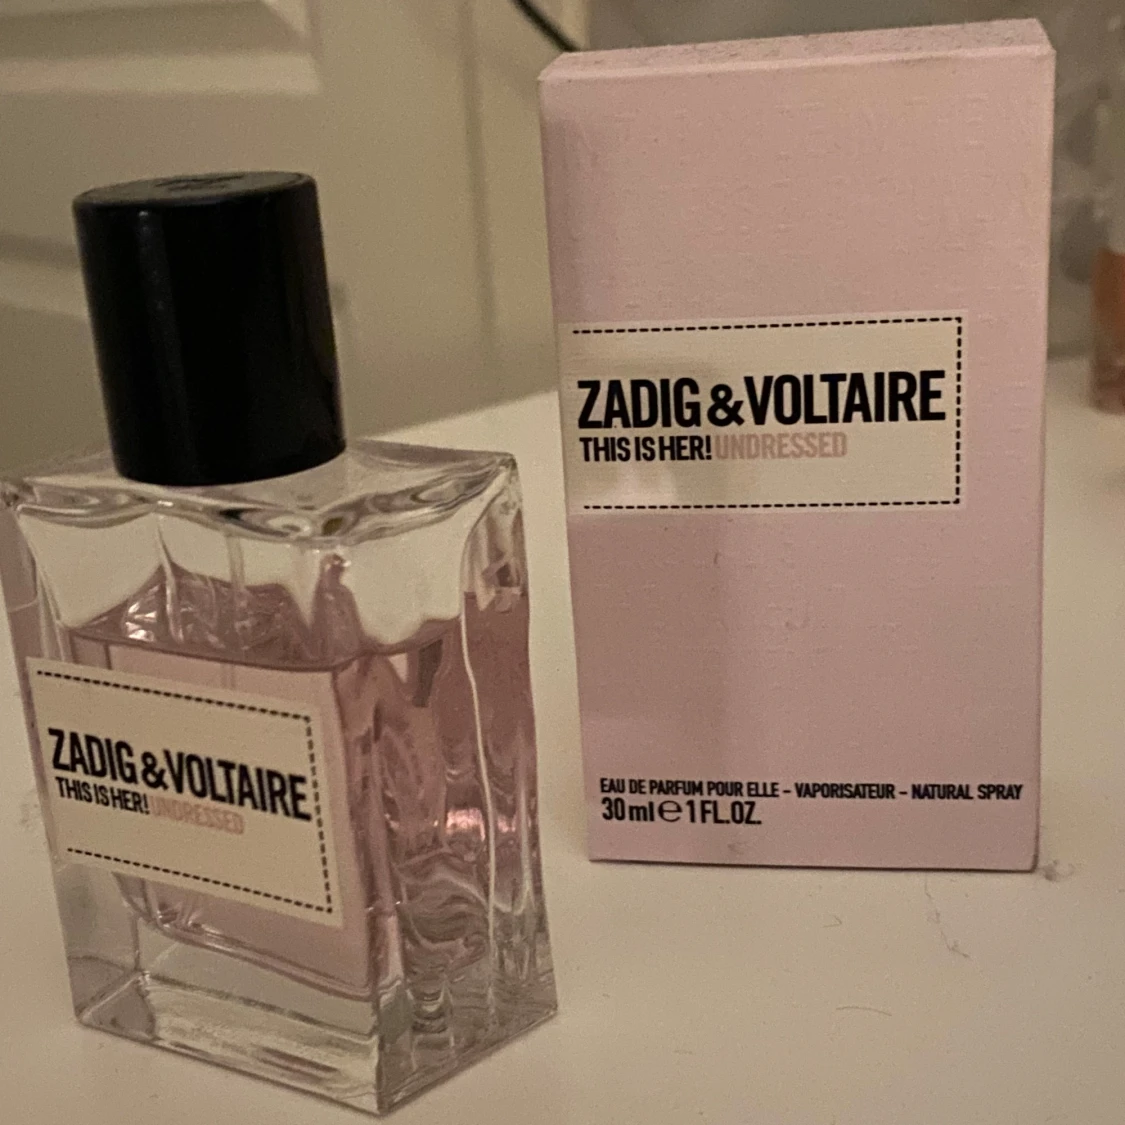 ZADIG & VOLTAIRE
THIS IS HER! UNDRESSED
EAU DE PARFUM POUR ELLE – VAPORISATEUR – NATURAL SPRAY
30 ml ℮ 1 FL.OZ.
ZADIG & VOLTAIRE
THIS IS HER! UNDRESSED